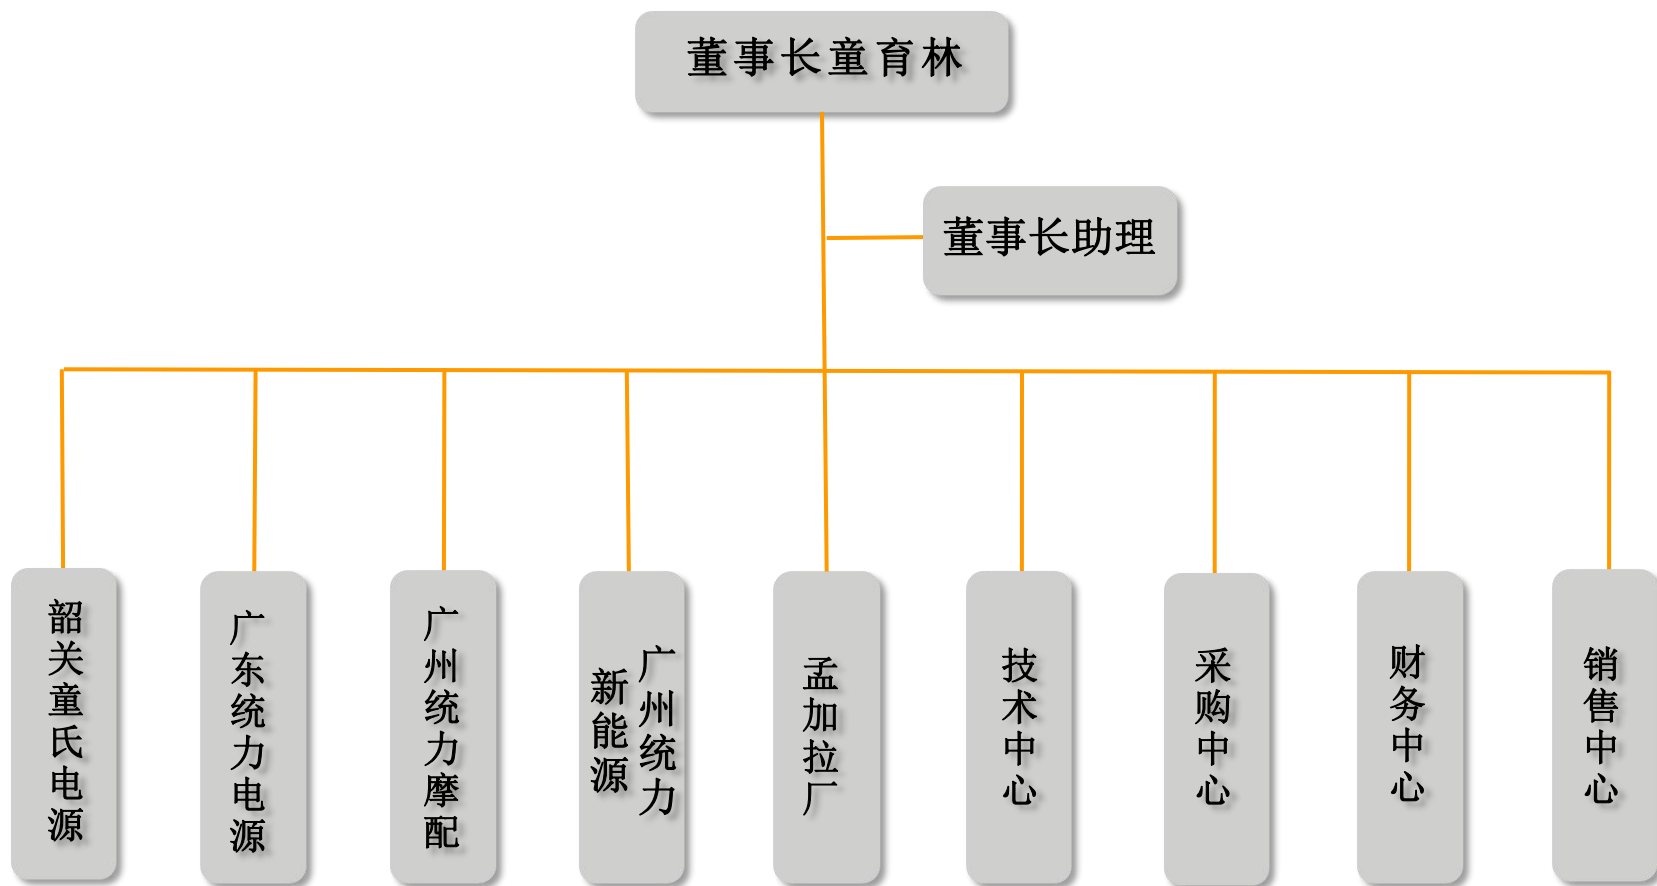 董事长童育林
董事长助理
韶关童氏电源
广东统力电源
广州统力摩配
广州统力
新能源
孟加拉厂
技术中心
采购中心
财务中心
销售中心